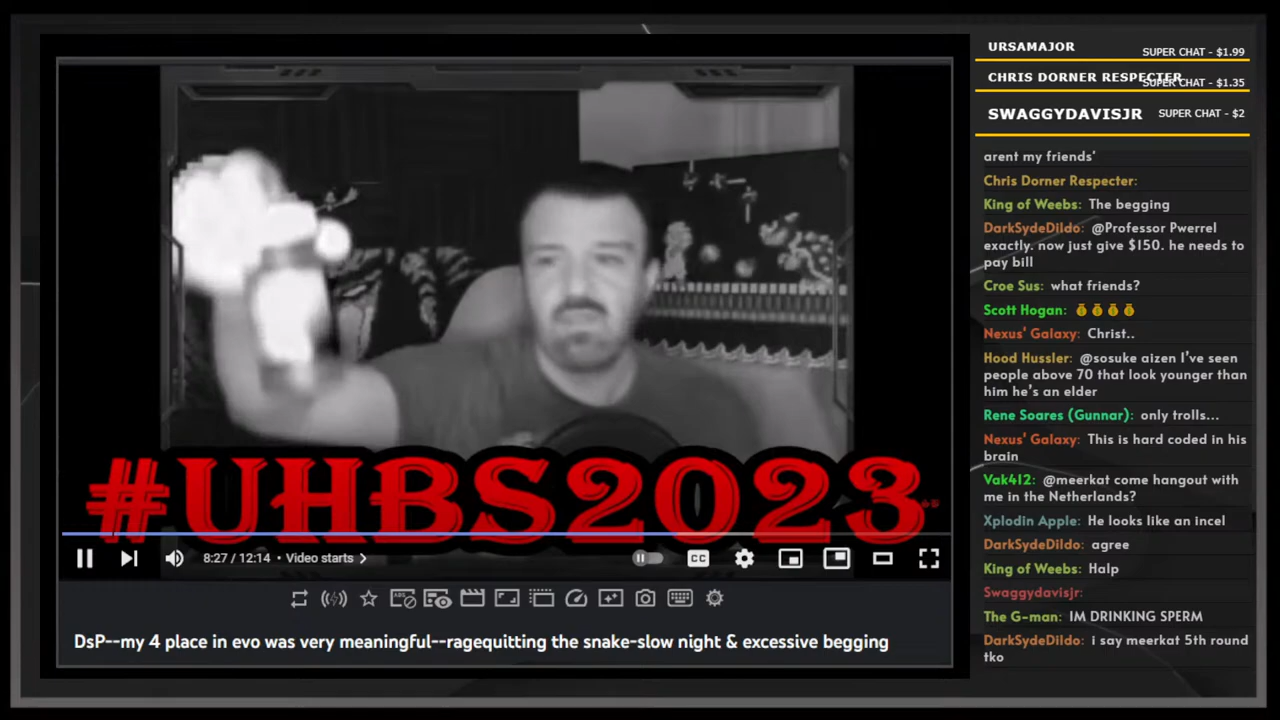 URSAMAJOR
SUPER CHAT - $1.99
CHRIS DORNER RESPECTER
SUPER CHAT - $1.35
SWAGGYDAVISJR
SUPER CHAT - $2
arent my friends'
Chris Dorner Respecter:
King of Weebs: The begging
DarkSydeDildo: @Professor Pwerrel
exactly. now just give $150. he needs to
pay bill
Croe Sus: what friends?
Scott Hogan: 💰💰💰💰
Nexus' Galaxy: Christ..
Hood Hussler: @sosuke aizen I've seen
people above 70 that look younger than
him he's an elder
Rene Soares (Gunnar): only trolls...
Nexus' Galaxy: This is hard coded in his
brain
Vak412: @meerkat come hangout with
me in the Netherlands?
Xplodin Apple: He looks like an incel
DarkSydeDildo: agree
King of Weebs: Halp
Swaggydavisjr:
The G-man: IM DRINKING SPERM
DarkSydeDildo: i say meerkat 5th round
tko
#UHBS2023
8:27 / 12:14 • Video starts
CC
DsP--my 4 place in evo was very meaningful--ragequitting the snake-slow night & excessive begging